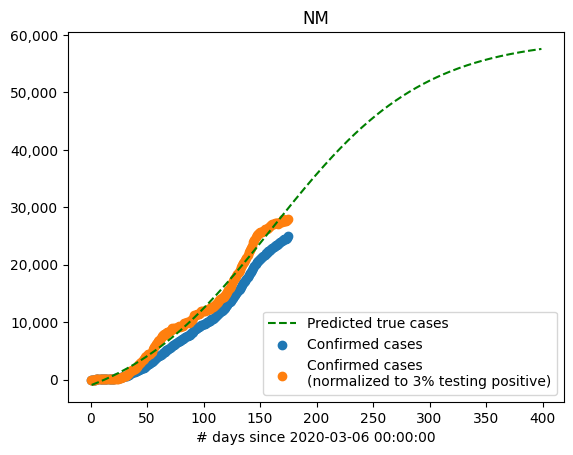 NM
60,000
50,000
40,000
30,000
20,000
10,000
0
Predicted true cases
Confirmed cases
Confirmed cases
(normalized to 3% testing positive)
0 50 100 150 200 250 300 350 400
# days since 2020-03-06 00:00:00